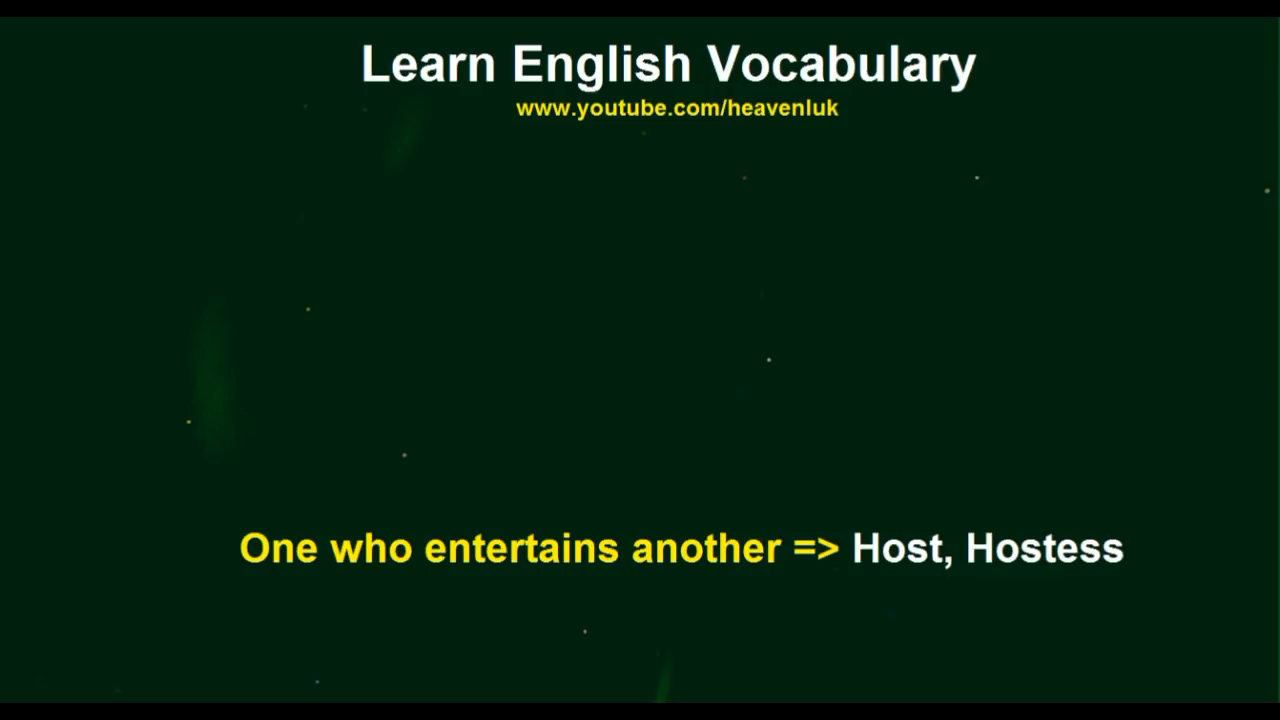 Learn English Vocabulary
www.youtube.com/heavenluk
One who entertains another => Host, Hostess